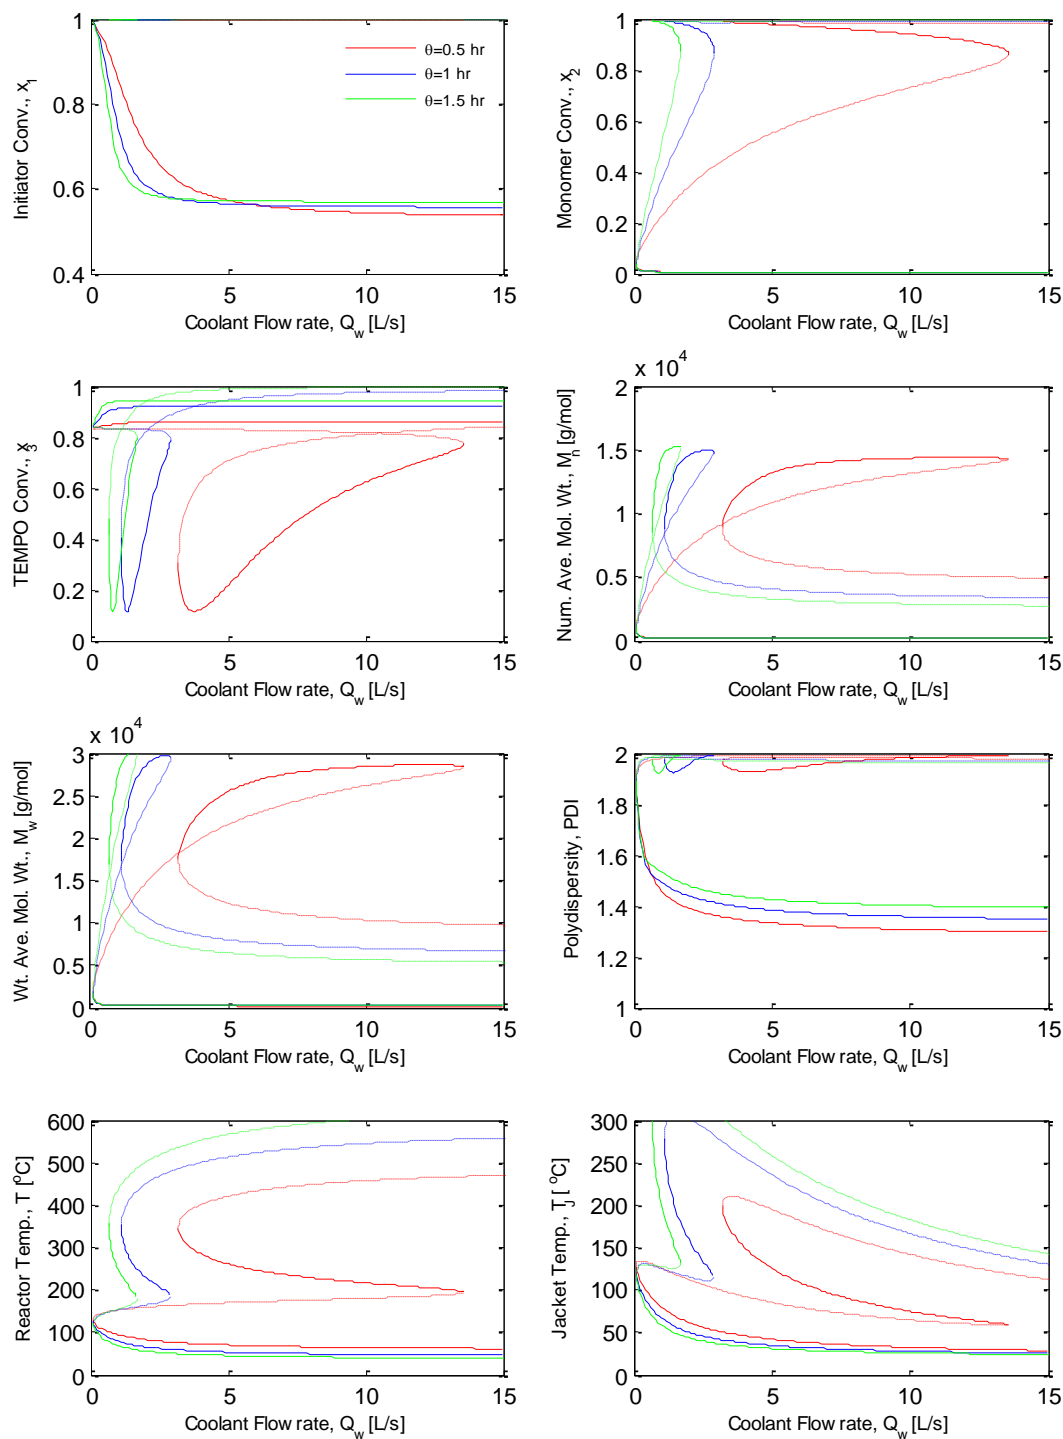 Initiator Conv., x1
1
0.8
0.6
0.4
0 5 10 15
Coolant Flow rate, Qw [L/s]
θ=0.5 hr
θ=1 hr
θ=1.5 hr
Monomer Conv., x2
1
0.8
0.6
0.4
0.2
0
0 5 10 15
Coolant Flow rate, Qw [L/s]
TEMPO Conv., x3
1
0.8
0.6
0.4
0.2
0
0 5 10 15
Coolant Flow rate, Qw [L/s]
x 10^4
Num. Ave. Mol. Wt., Mn [g/mol]
2
1.5
1
0.5
0
0 5 10 15
Coolant Flow rate, Qw [L/s]
x 10^4
Wt. Ave. Mol. Wt., Mw [g/mol]
3
2.5
2
1.5
1
0.5
0
0 5 10 15
Coolant Flow rate, Qw [L/s]
Polydispersity, PDI
2
1.8
1.6
1.4
1.2
1
0 5 10 15
Coolant Flow rate, Qw [L/s]
Reactor Temp., T [°C]
600
500
400
300
200
100
0
0 5 10 15
Coolant Flow rate, Qw [L/s]
Jacket Temp., TJ [°C]
300
250
200
150
100
50
0
0 5 10 15
Coolant Flow rate, Qw [L/s]